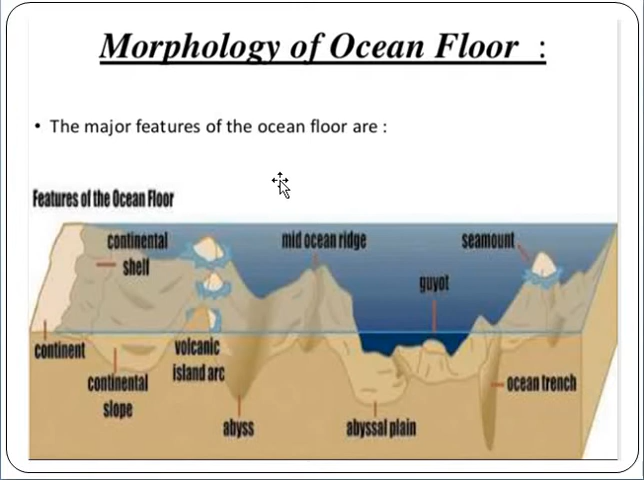 Morphology of Ocean Floor :
• The major features of the ocean floor are :
Features of the Ocean Floor
continental
shelf
mid ocean ridge
seamount
guyot
continent
continental
slope
volcanic
island arc
abyss
abyssal plain
ocean trench